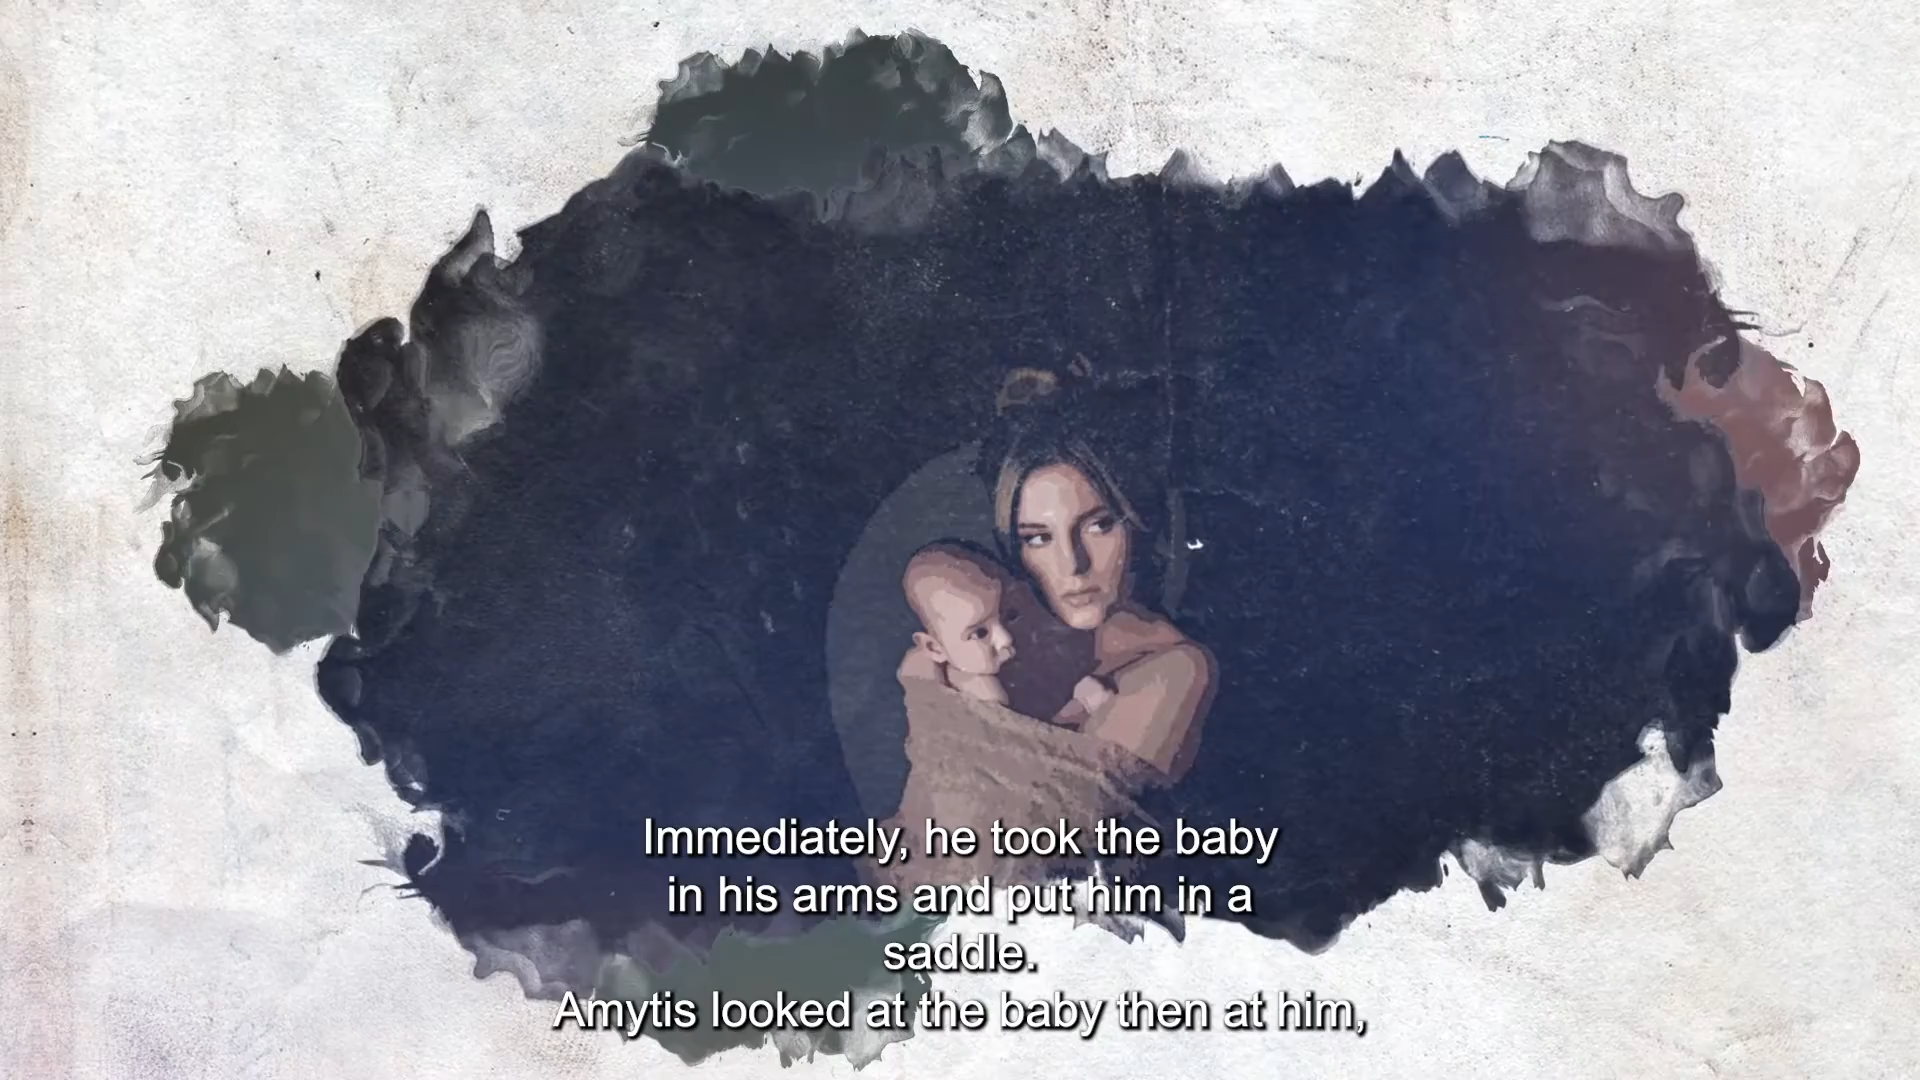 Immediately, he took the baby
in his arms and put him in a
saddle.
Amytis looked at the baby then at him,